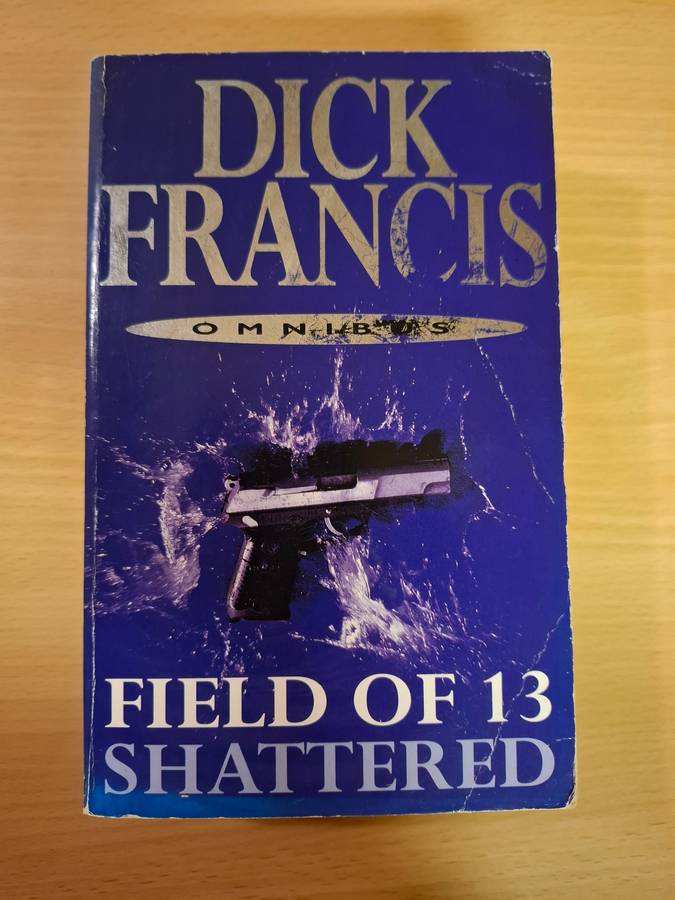 DICK
FRANCIS
OMNIBUS
FIELD OF 13
SHATTERED